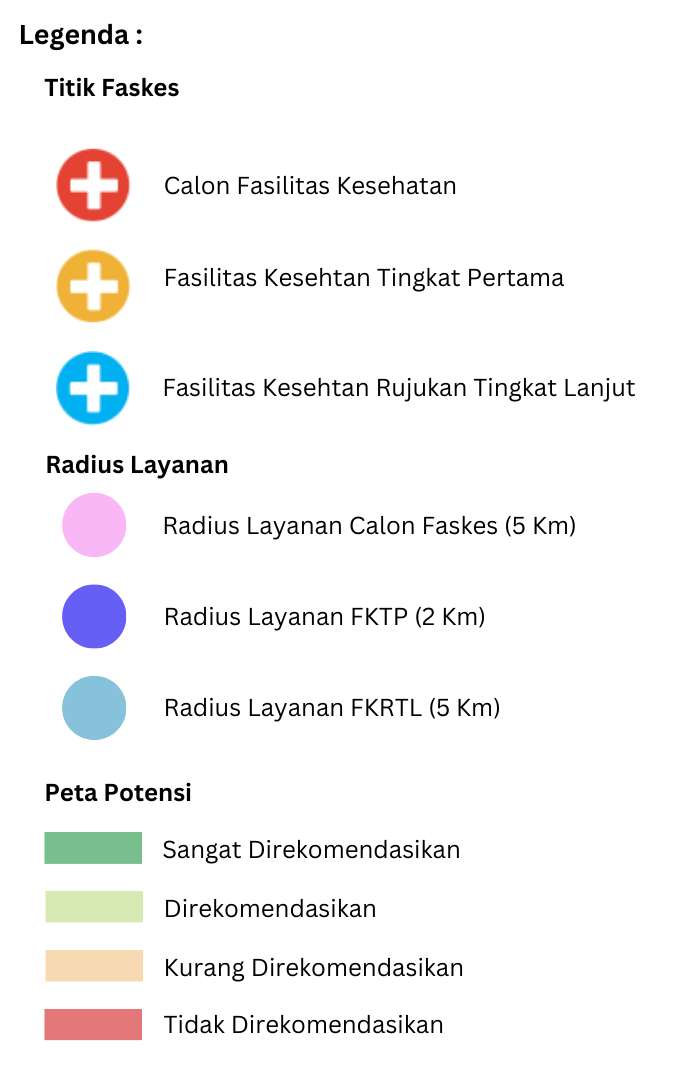 Legenda :
Titik Faskes
Calon Fasilitas Kesehatan
Fasilitas Kesehtan Tingkat Pertama
Fasilitas Kesehtan Rujukan Tingkat Lanjut
Radius Layanan
Radius Layanan Calon Faskes (5 Km)
Radius Layanan FKTP (2 Km)
Radius Layanan FKRTL (5 Km)
Peta Potensi
Sangat Direkomendasikan
Direkomendasikan
Kurang Direkomendasikan
Tidak Direkomendasikan